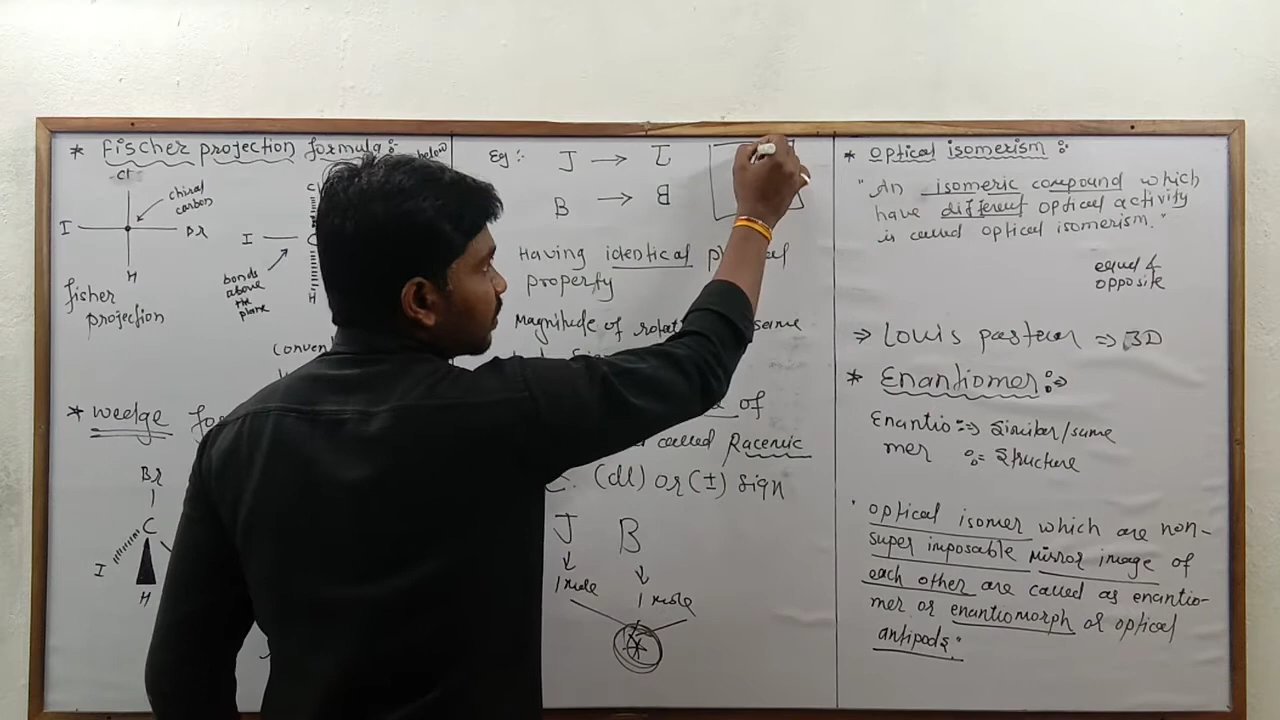 * Fischer projection formula:-
below
Cl
chiral
carbon
I
Br
H
fisher
projection
I
H
bonds
above
the
plane
* wedge
Br
C
I
H
Eg:-
J →
B →
Having identical
property
Magnitude of same
of
called Racemic
(dl) or (±) sign
J B
1 mole 1 mole
* optical isomerism :-
"An isomeric compound which
have different optical activity
is called optical isomerism."
equal &
opposite
⇒ Louis pasteur ⇒ 3D
* Enantiomer :⇒
Enantio :⇒ Similar/same
mer := Structure
"optical isomer which are non-
super imposable mirror image of
each other are called as enantio-
mer or enantiomorph or optical
antipods."